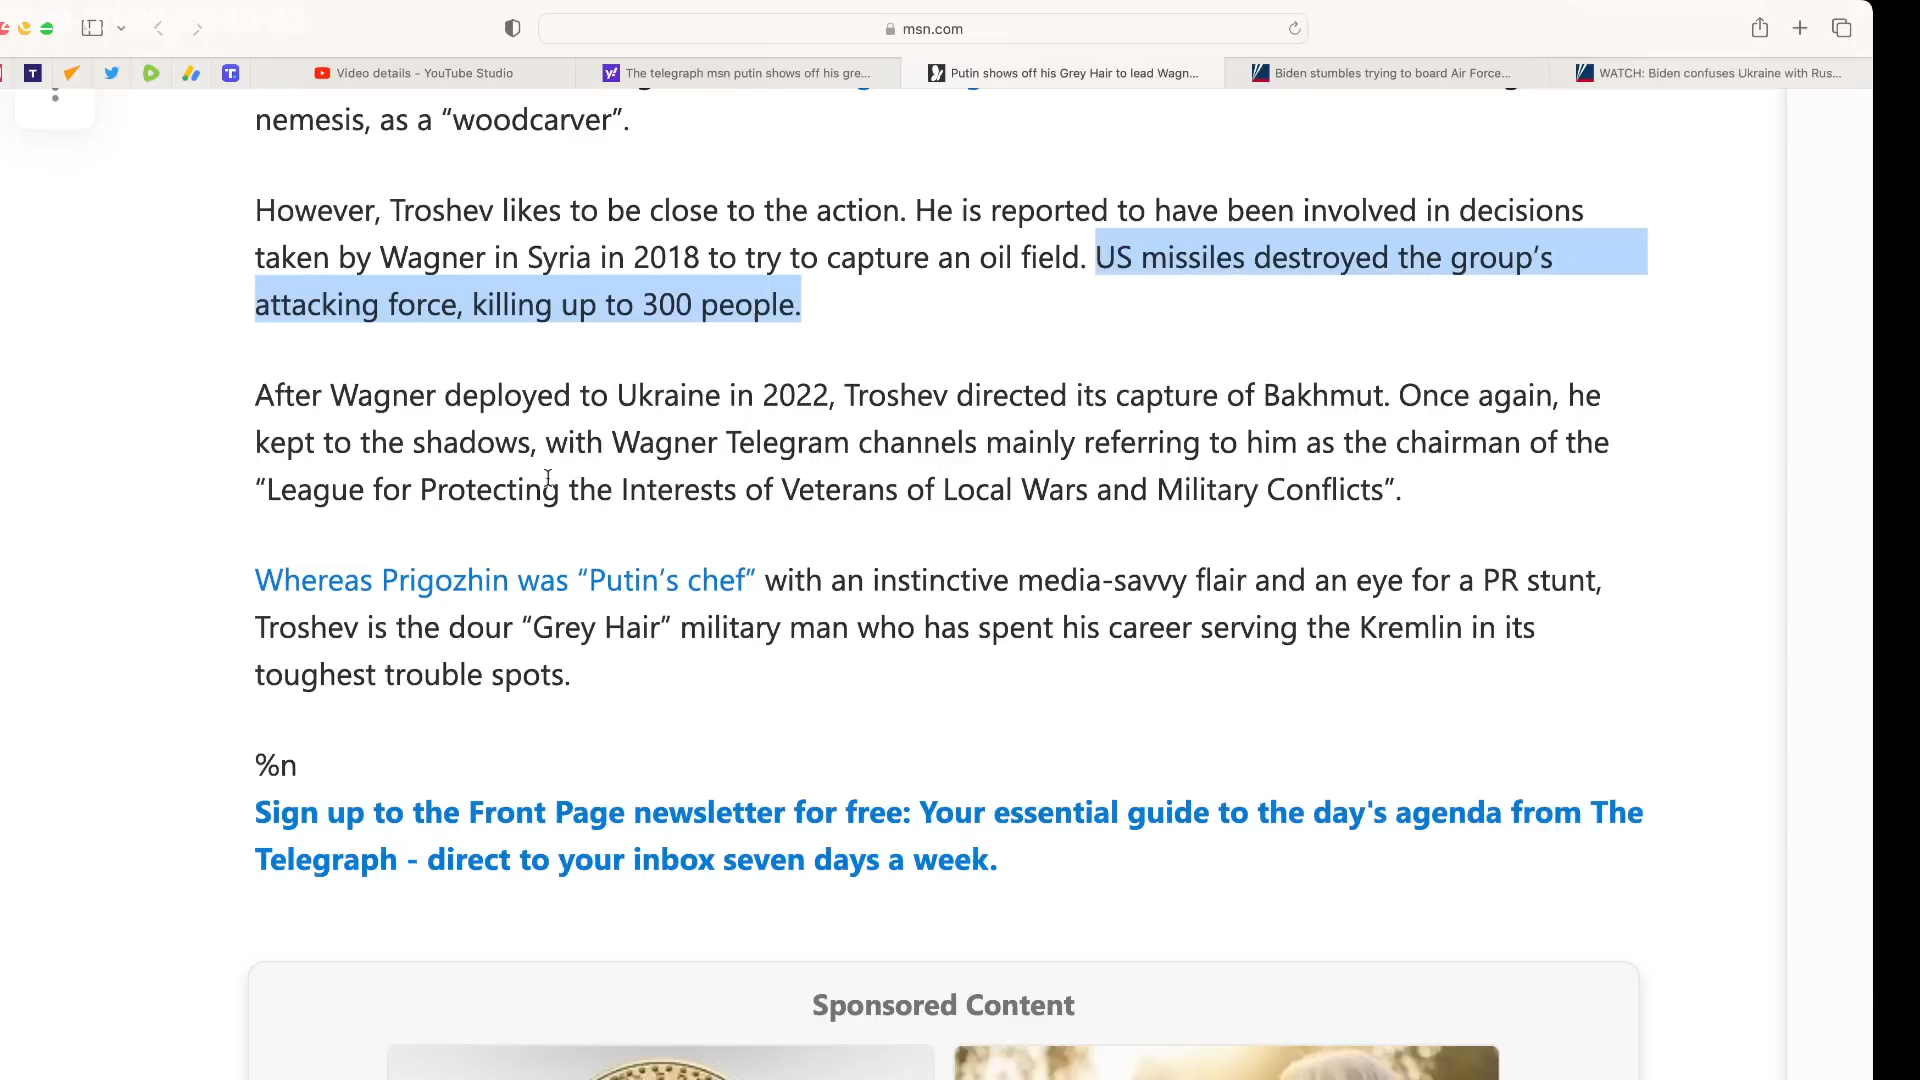 msn.com
T
T
Video details - YouTube Studio
y!
The telegraph msn putin shows off his gre...
Putin shows off his Grey Hair to lead Wagn...
Biden stumbles trying to board Air Force...
WATCH: Biden confuses Ukraine with Rus...
nemesis, as a “woodcarver”.
However, Troshev likes to be close to the action. He is reported to have been involved in decisions
taken by Wagner in Syria in 2018 to try to capture an oil field. US missiles destroyed the group’s
attacking force, killing up to 300 people.
After Wagner deployed to Ukraine in 2022, Troshev directed its capture of Bakhmut. Once again, he
kept to the shadows, with Wagner Telegram channels mainly referring to him as the chairman of the
“League for Protecting the Interests of Veterans of Local Wars and Military Conflicts”.
Whereas Prigozhin was “Putin’s chef” with an instinctive media-savvy flair and an eye for a PR stunt,
Troshev is the dour “Grey Hair” military man who has spent his career serving the Kremlin in its
toughest trouble spots.
%n
Sign up to the Front Page newsletter for free: Your essential guide to the day's agenda from The
Telegraph - direct to your inbox seven days a week.
Sponsored Content